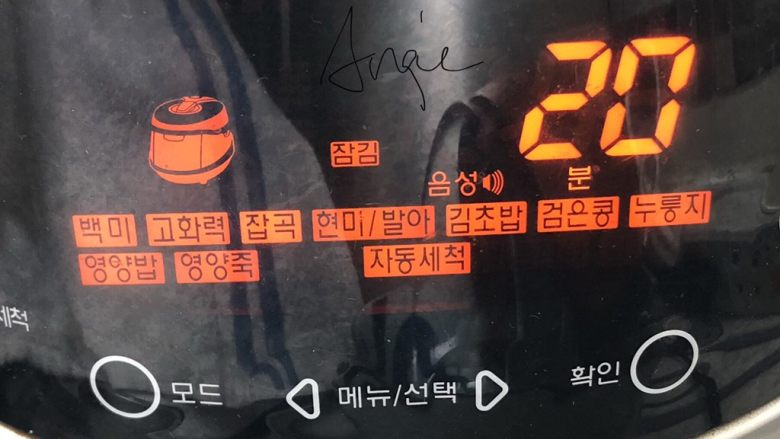 Angie
20
잠김
음성 분
백미 고화력 잡곡 현미/발아 김초밥 검은콩 누룽지
영양밥 영양죽 자동세척
세척
모드 메뉴/선택 확인